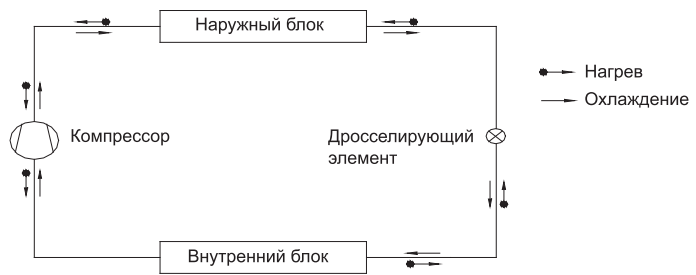 Наружный блок
Нагрев
Охлаждение
Компрессор
Дросселирующий
элемент
Внутренний блок